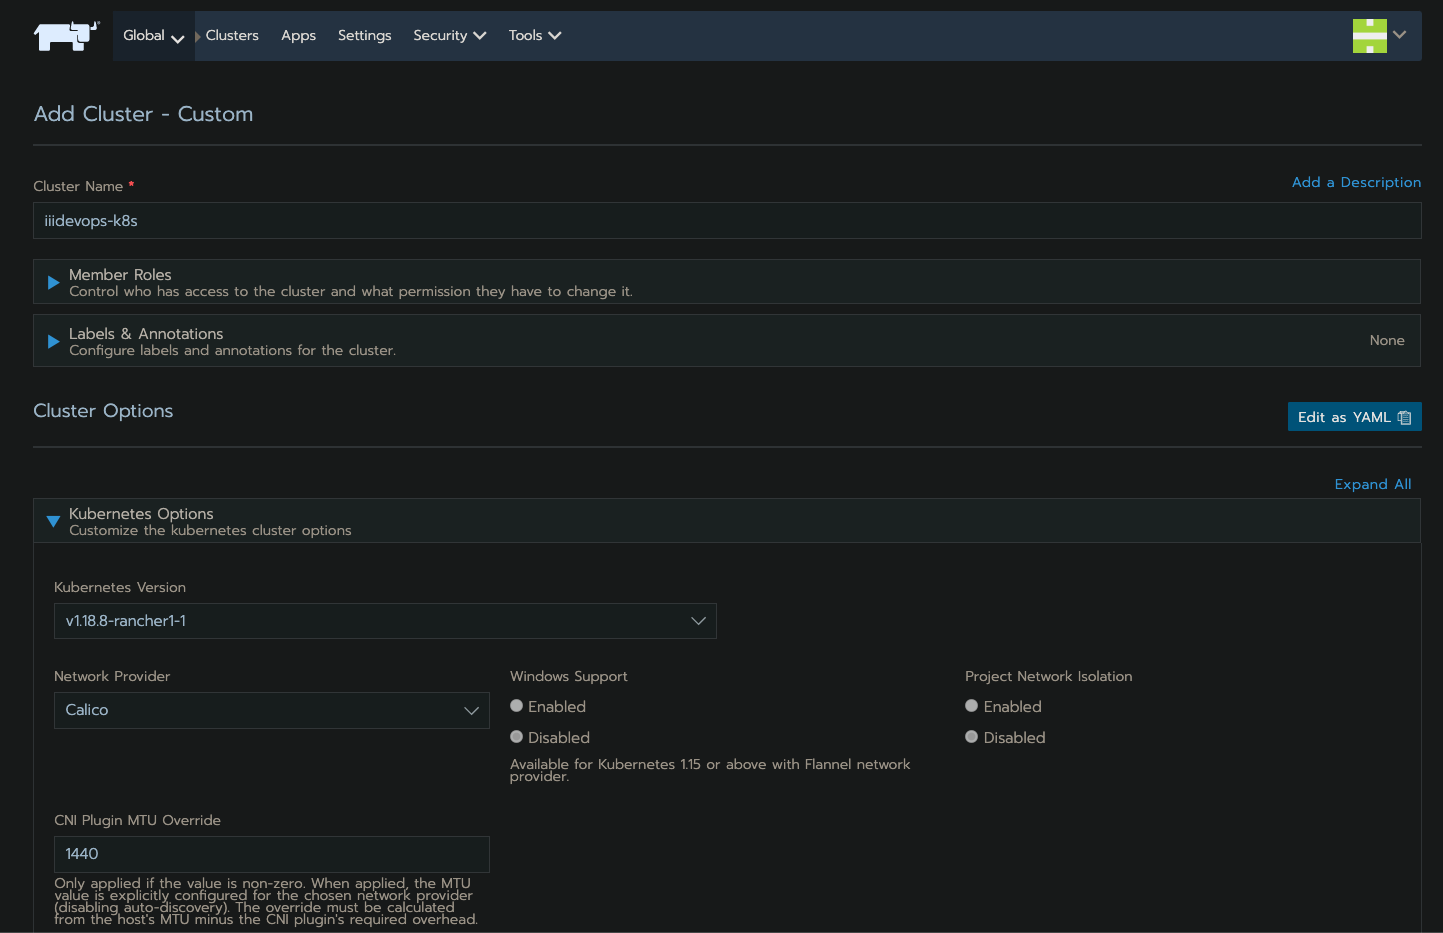 Global
Clusters
Apps
Settings
Security
Tools
Add Cluster - Custom
Cluster Name *
Add a Description
iiidevops-k8s
Member Roles
Control who has access to the cluster and what permission they have to change it.
Labels & Annotations
Configure labels and annotations for the cluster.
None
Cluster Options
Edit as YAML
Expand All
Kubernetes Options
Customize the kubernetes cluster options
Kubernetes Version
v1.18.8-rancher1-1
Network Provider
Calico
Windows Support
Enabled
Disabled
Available for Kubernetes 1.15 or above with Flannel network
provider.
Project Network Isolation
Enabled
Disabled
CNI Plugin MTU Override
1440
Only applied if the value is non-zero. When applied, the MTU
value is explicitly configured for the chosen network provider
(disabling auto-discovery). The override must be calculated
from the host's MTU minus the CNI plugin's required overhead.